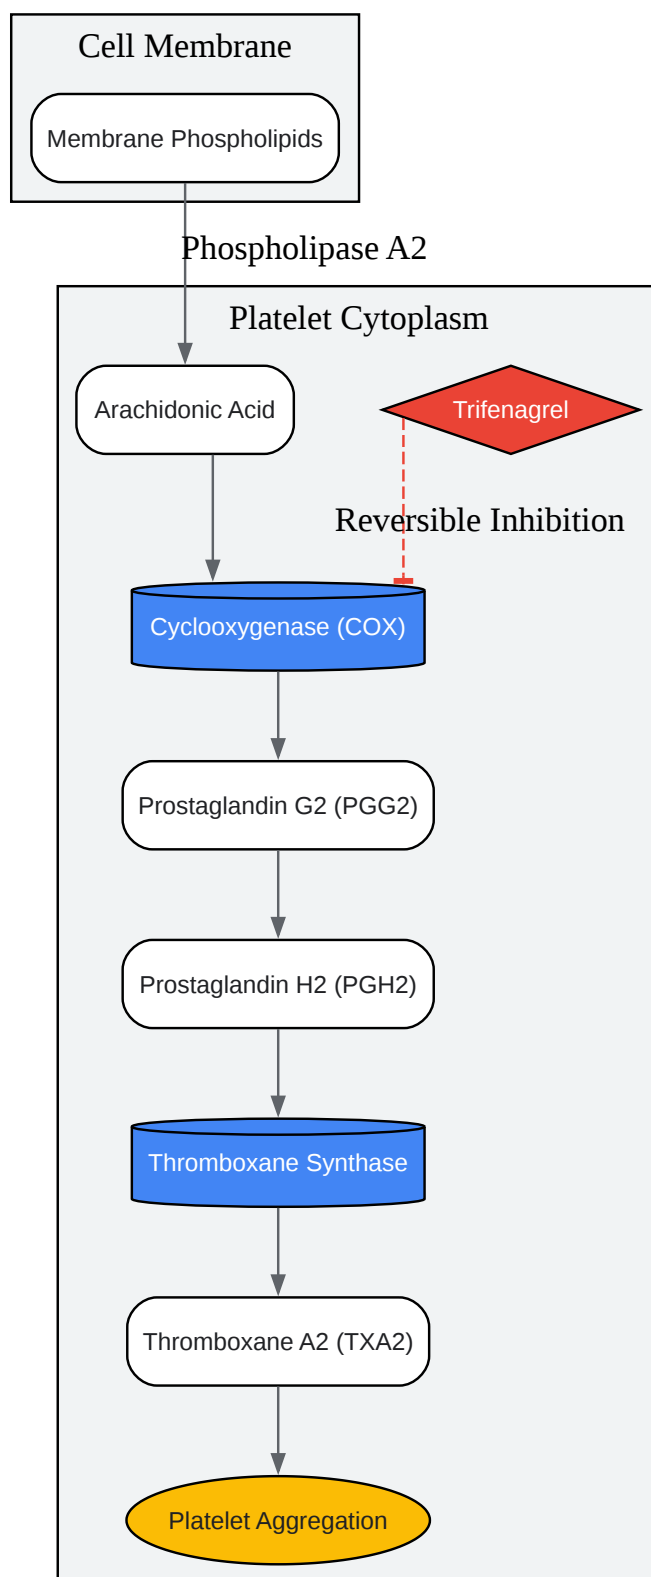 Cell Membrane
Membrane Phospholipids
Phospholipase A2
Platelet Cytoplasm
Arachidonic Acid
Trifenagrel
Reversible Inhibition
Cyclooxygenase (COX)
Prostaglandin G2 (PGG2)
Prostaglandin H2 (PGH2)
Thromboxane Synthase
Thromboxane A2 (TXA2)
Platelet Aggregation